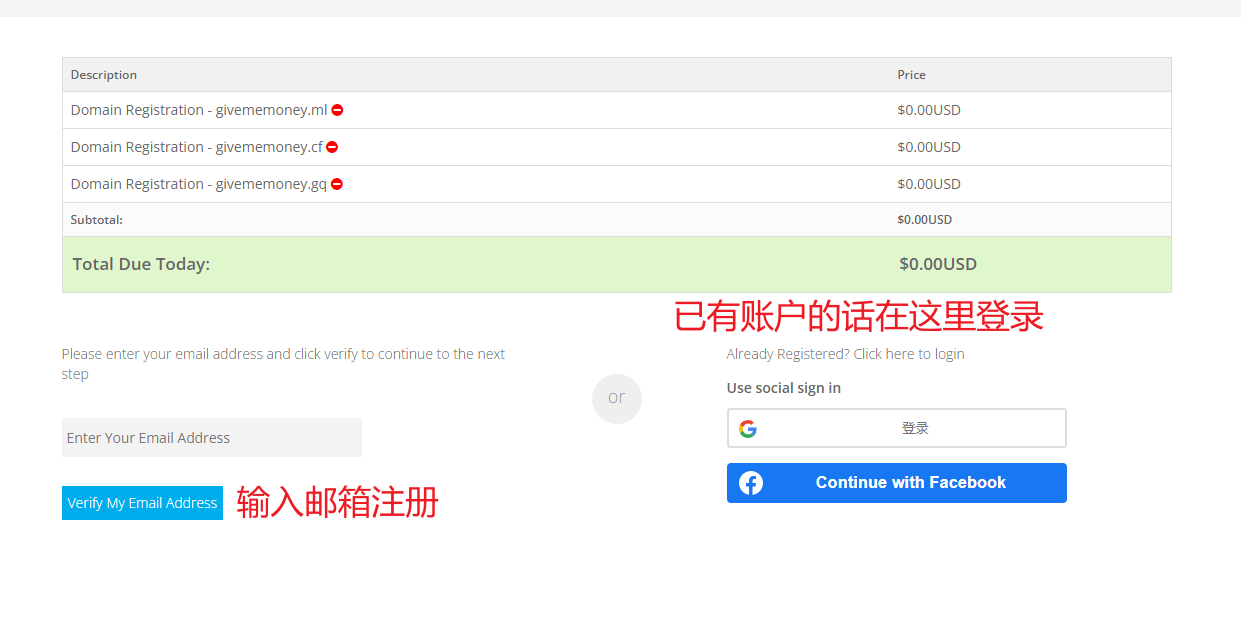 Description Price
Domain Registration - givememoney.ml $0.00USD
Domain Registration - givememoney.cf $0.00USD
Domain Registration - givememoney.gq $0.00USD
Subtotal: $0.00USD
Total Due Today: $0.00USD
已有账户的话在这里登录
Please enter your email address and click verify to continue to the next
step
Enter Your Email Address
Verify My Email Address
输入邮箱注册
or
Already Registered? Click here to login
Use social sign in
登录
Continue with Facebook